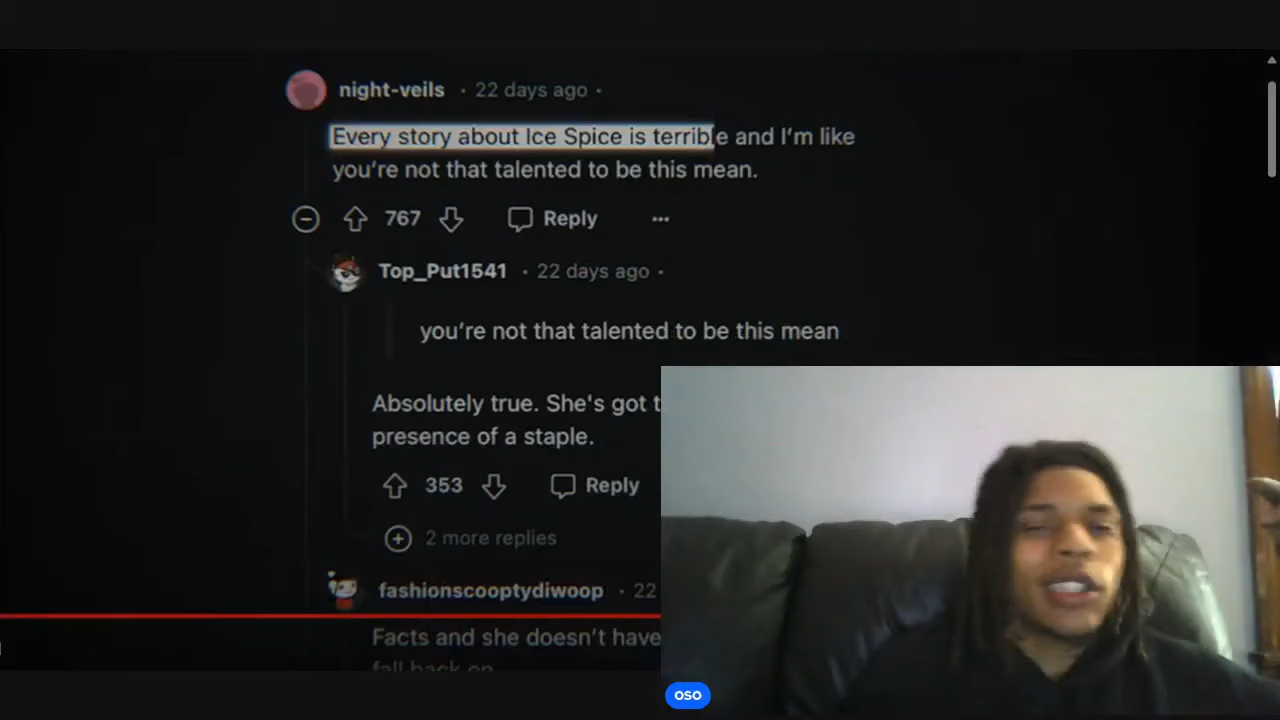 night-veils • 22 days ago •
Every story about Ice Spice is terrible and I'm like
you're not that talented to be this mean.
767 Reply ...
Top_Put1541 • 22 days ago •
you're not that talented to be this mean
Absolutely true. She's got
presence of a staple.
353 Reply
2 more replies
fashionscooptydiwoop • 22
Facts and she doesn't have
fall back on
oso